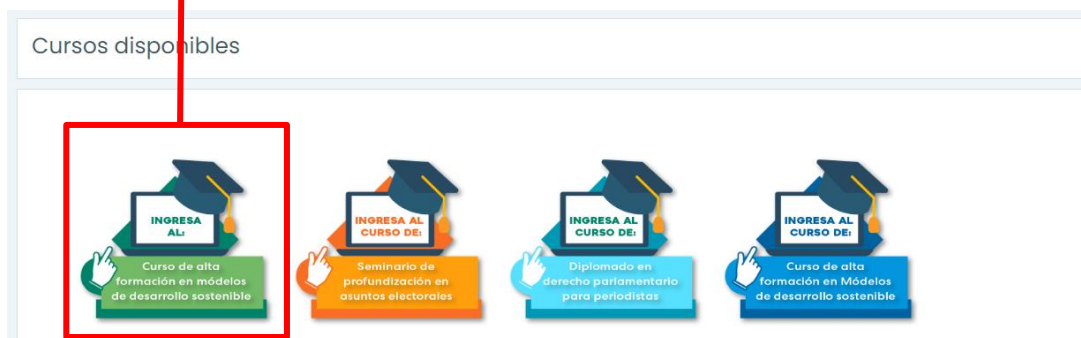 Cursos disponibles
INGRESA
AL:
Curso de alta
formación en módelos
de desarrollo sostenible
INGRESA AL
CURSO DE:
Seminario de
profundización en
asuntos electorales
INGRESA AL
CURSO DE:
Diplomado en
derecho parlamentario
para periodistas
INGRESA AL
CURSO DE:
Curso de alta
formación en Módelos
de desarrollo sostenible